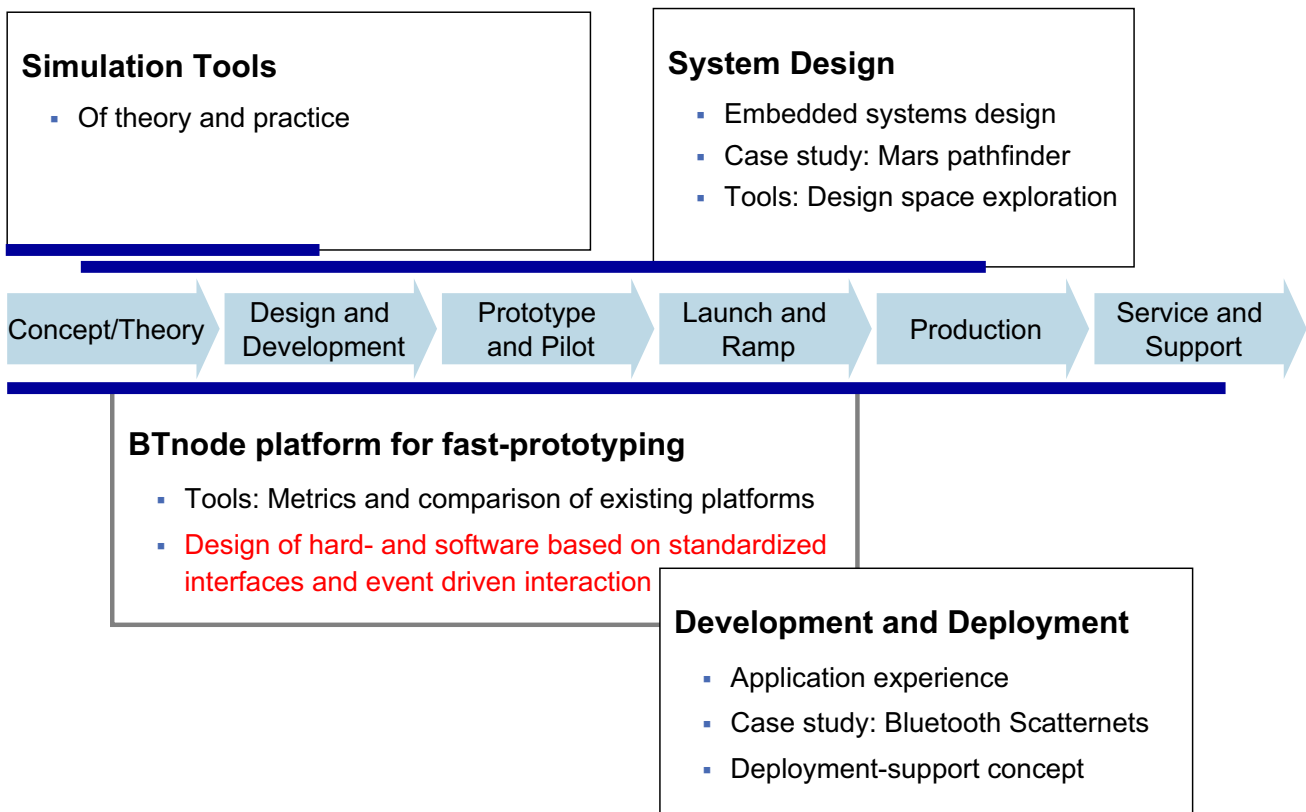 Simulation Tools
▪ Of theory and practice
System Design
▪ Embedded systems design
▪ Case study: Mars pathfinder
▪ Tools: Design space exploration
Concept/Theory
Design and
Development
Prototype
and Pilot
Launch and
Ramp
Production
Service and
Support
BTnode platform for fast-prototyping
▪ Tools: Metrics and comparison of existing platforms
▪ Design of hard- and software based on standardized
interfaces and event driven interaction
Development and Deployment
▪ Application experience
▪ Case study: Bluetooth Scatternets
▪ Deployment-support concept